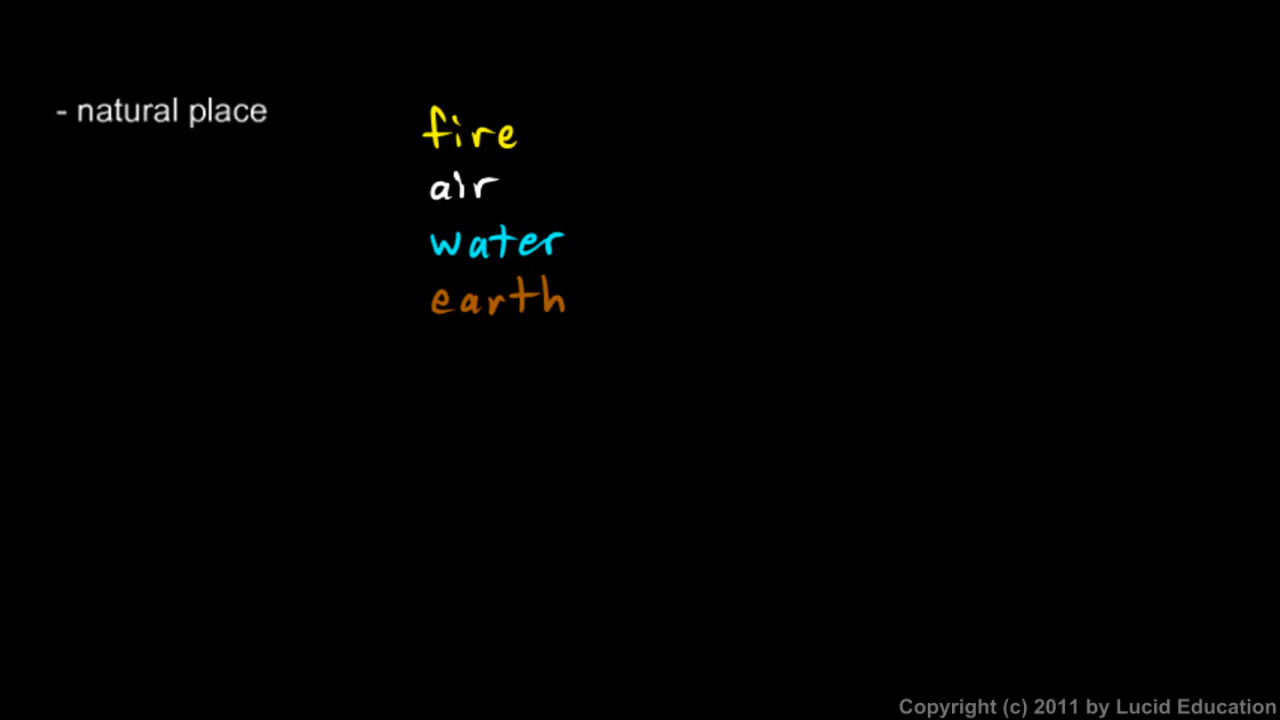 - natural place
fire
air
water
earth
Copyright (c) 2011 by Lucid Education